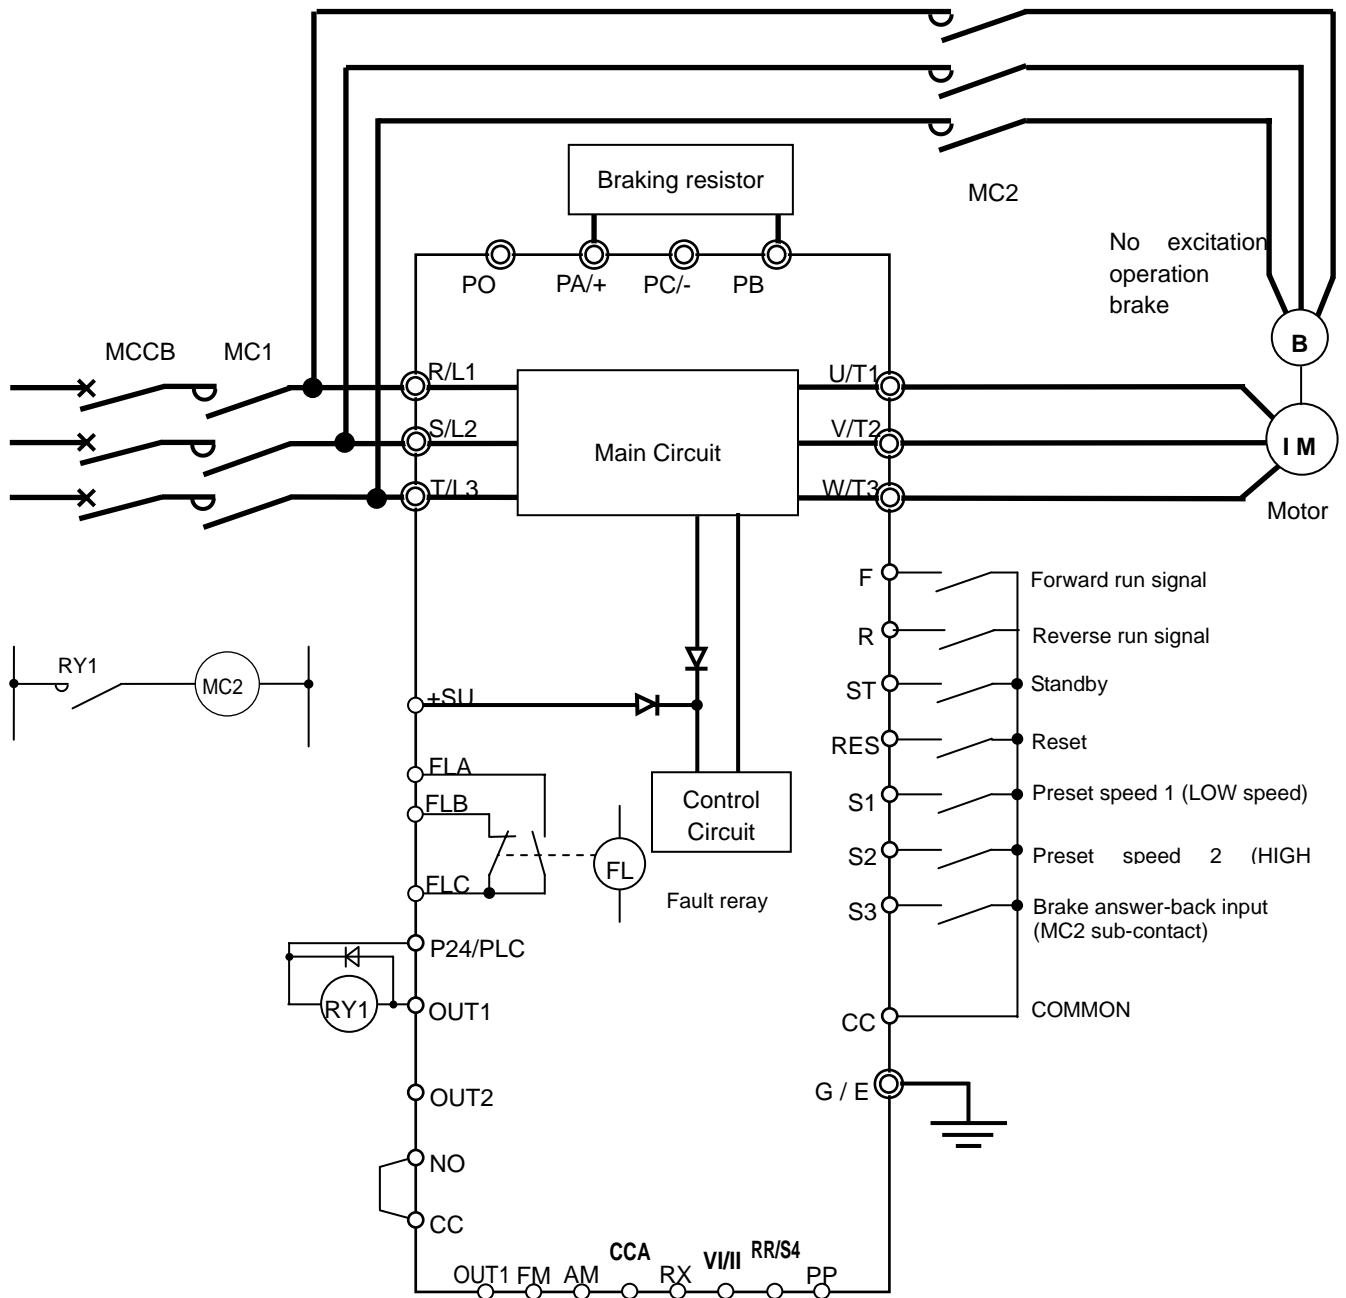 Braking resistor
MC2
No excitation
operation
brake
PO
PA/+
PC/-
PB
MCCB
MC1
B
R/L1
U/T1
S/L2
Main Circuit
V/T2
I M
T/L3
W/T3
Motor
F
Forward run signal
R
Reverse run signal
RY1
MC2
ST
Standby
+SU
RES
Reset
FLA
Control
Circuit
S1
Preset speed 1 (LOW speed)
FLB
S2
Preset speed 2 (HIGH
FL
FLC
Fault reray
S3
Brake answer-back input
(MC2 sub-contact)
P24/PLC
RY1
OUT1
CC
COMMON
OUT2
G / E
NO
CC
OUT1
FM
AM
CCA
RX
VI/II
RR/S4
PP